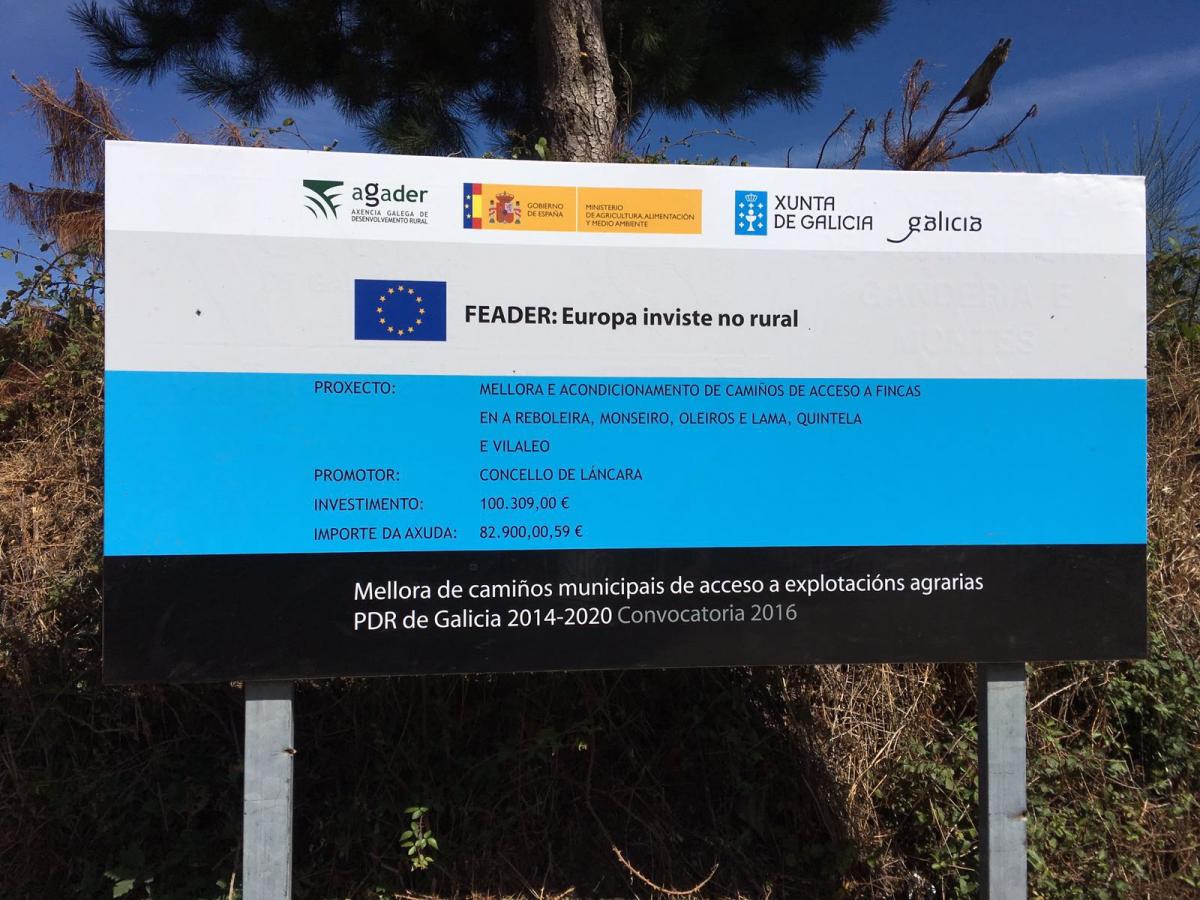 agader
AXENCIA GALEGA DE
DESENVOLVEMENTO RURAL
GOBIERNO
DE ESPAÑA
MINISTERIO
DE AGRICULTURA, ALIMENTACIÓN
Y MEDIO AMBIENTE
XUNTA
DE GALICIA
galicia
FEADER: Europa inviste no rural
PROXECTO: MELLORA E ACONDICIONAMENTO DE CAMIÑOS DE ACCESO A FINCAS
EN A REBOLEIRA, MONSEIRO, OLEIROS E LAMA, QUINTELA
E VILALEO
PROMOTOR: CONCELLO DE LÁNCARA
INVESTIMENTO: 100.309,00 €
IMPORTE DA AXUDA: 82.900,00,59 €
Mellora de camiños municipais de acceso a explotacións agrarias
PDR de Galicia 2014-2020 Convocatoria 2016